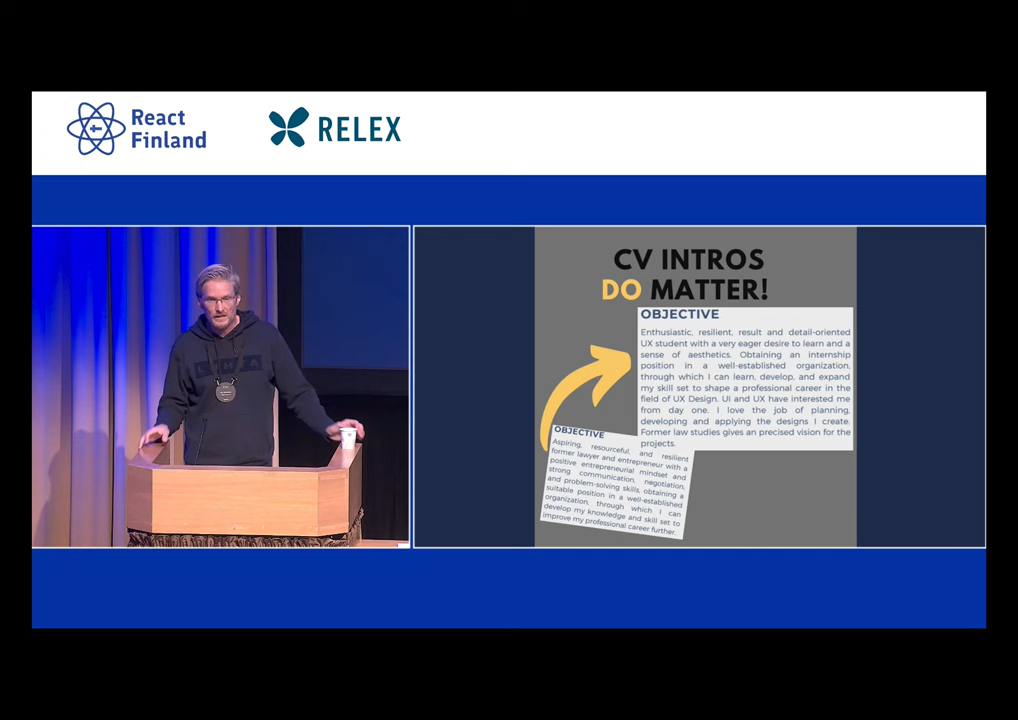 React
Finland
RELEX
CV INTROS
DO MATTER!
OBJECTIVE
Enthusiastic, resilient, result and detail-oriented
UX student with a very eager desire to learn and a
sense of aesthetics. Obtaining an internship
position in a well-established organization,
through which I can learn, develop, and expand
my skill set to shape a professional career in the
field of UX Design. UI and UX have interested me
from day one. I love the job of planning,
developing and applying the designs I create.
Former law studies gives an precised vision for the
projects.
OBJECTIVE
Aspiring, resourceful, and resilient
former lawyer and entrepreneur with a
positive entrepreneurial mindset and
strong communication, negotiation,
and problem-solving skills, obtaining a
suitable position in a well-established
organization, through which I can
develop my knowledge and skill set to
improve my professional career further.